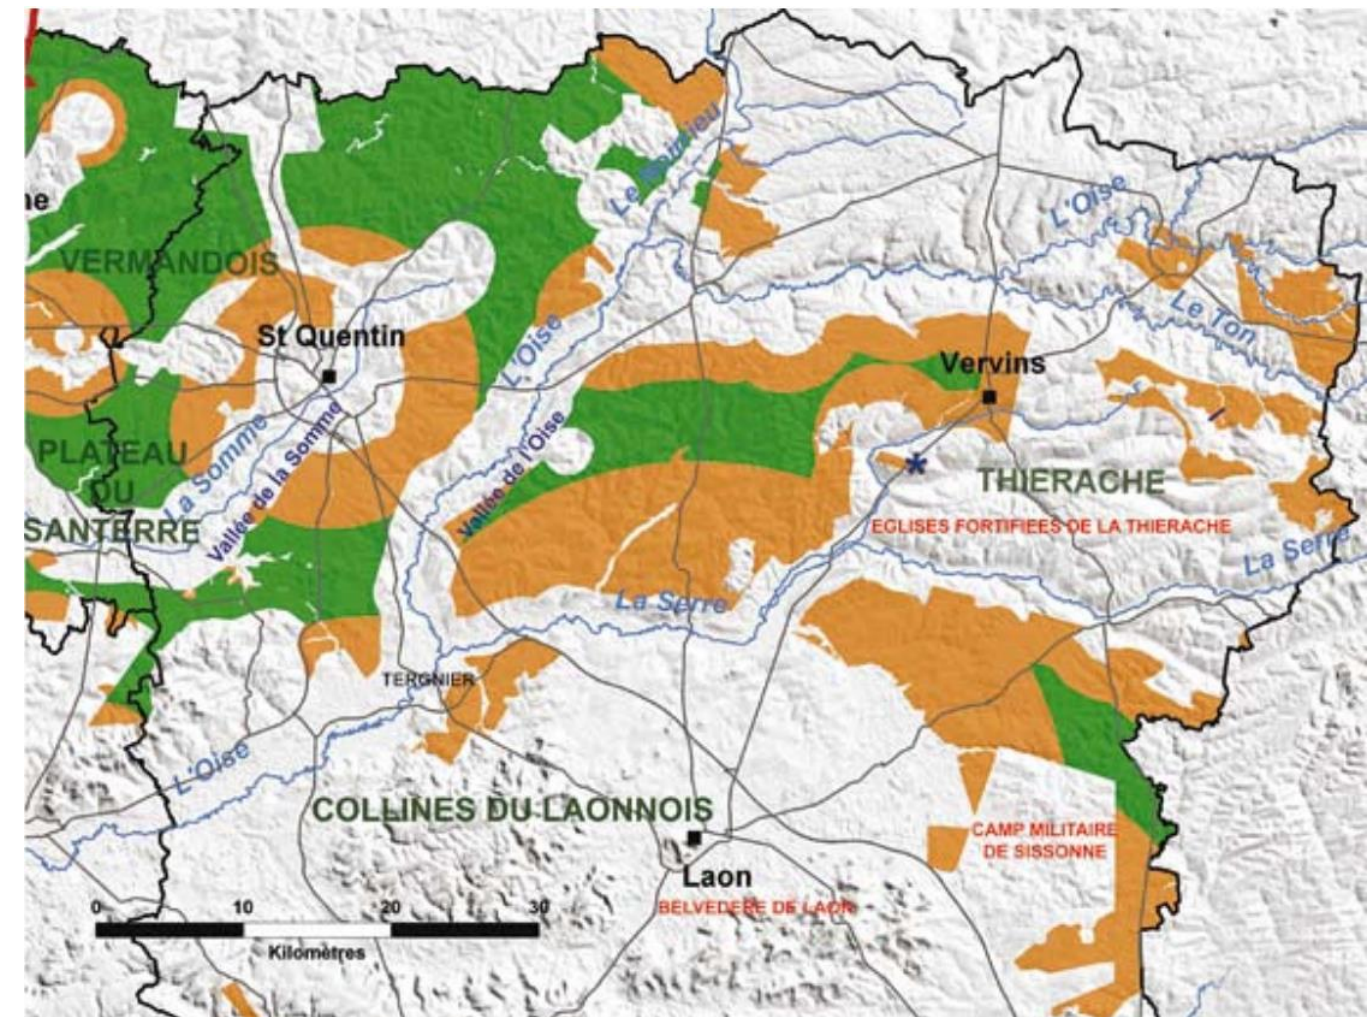 Le Noirrieu
ne
L'Oise
VERMANDOIS
Le Ton
St Quentin
L'Oise
Vervins
La Somme
Vallée de la Somme
Vallée de l'Oise
PLATEAU
DU
SANTERRE
THIERACHE
EGLISES FORTIFIEES DE LA THIERACHE
La Serre
La Serre
TERGNIER
L'Oise
COLLINES DU LAONNOIS
CAMP MILITAIRE
DE SISSONNE
Laon
BELVEDERE DE LAON
0 10 20 30
Kilomètres